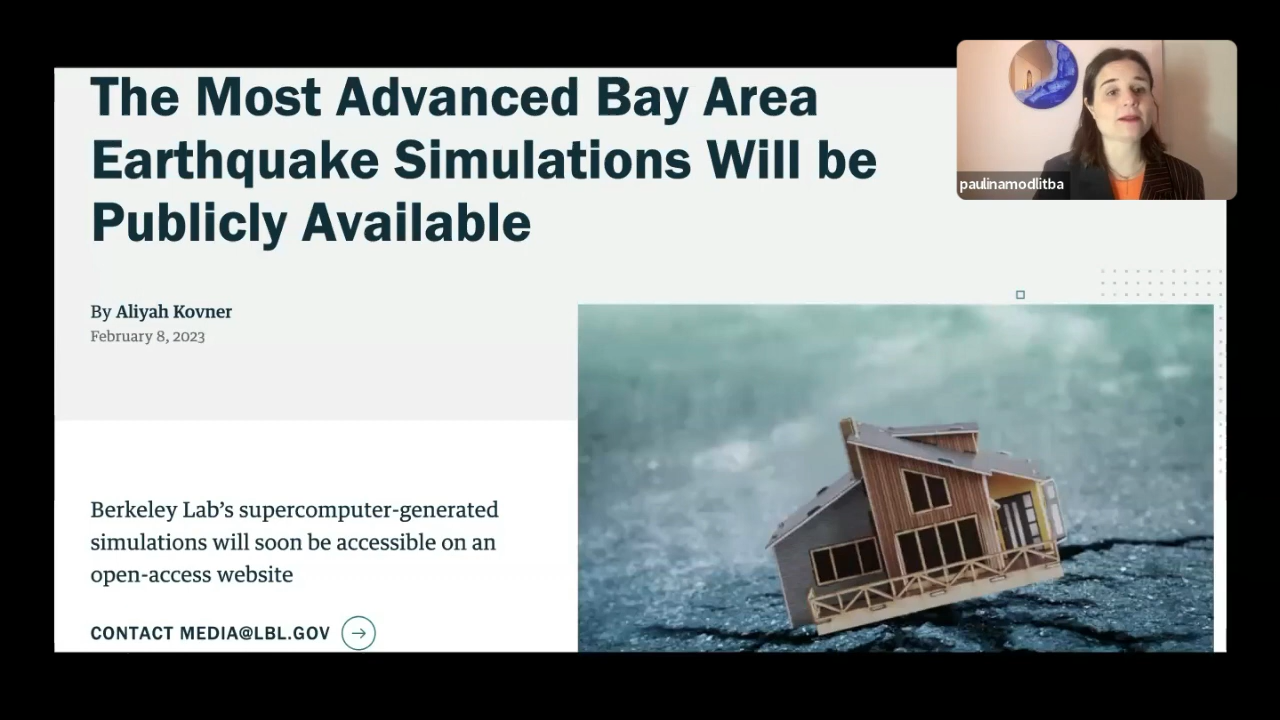 The Most Advanced Bay Area
Earthquake Simulations Will be
Publicly Available
paulinamodlitba
By Aliyah Kovner
February 8, 2023
Berkeley Lab’s supercomputer-generated
simulations will soon be accessible on an
open-access website
CONTACT MEDIA@LBL.GOV